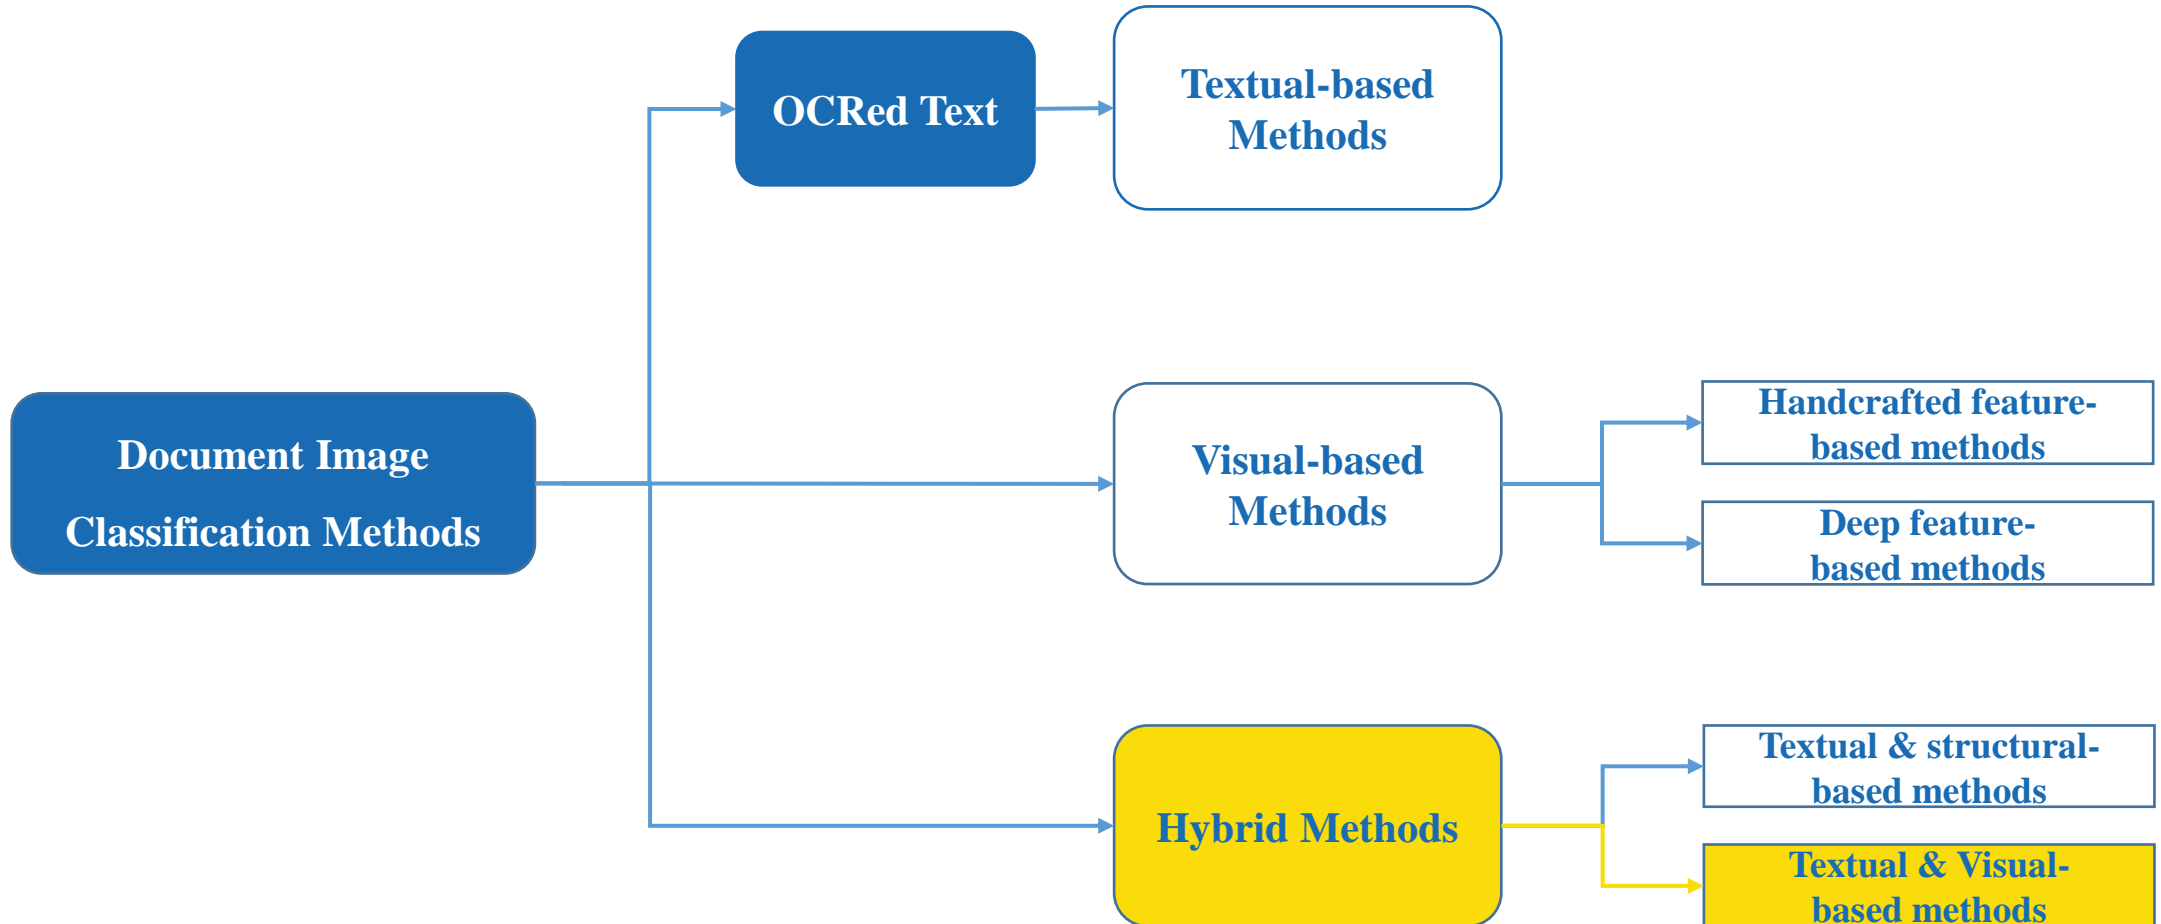 OCRed Text
Textual-based
Methods
Document Image
Classification Methods
Visual-based
Methods
Handcrafted feature-
based methods
Deep feature-
based methods
Hybrid Methods
Textual & structural-
based methods
Textual & Visual-
based methods